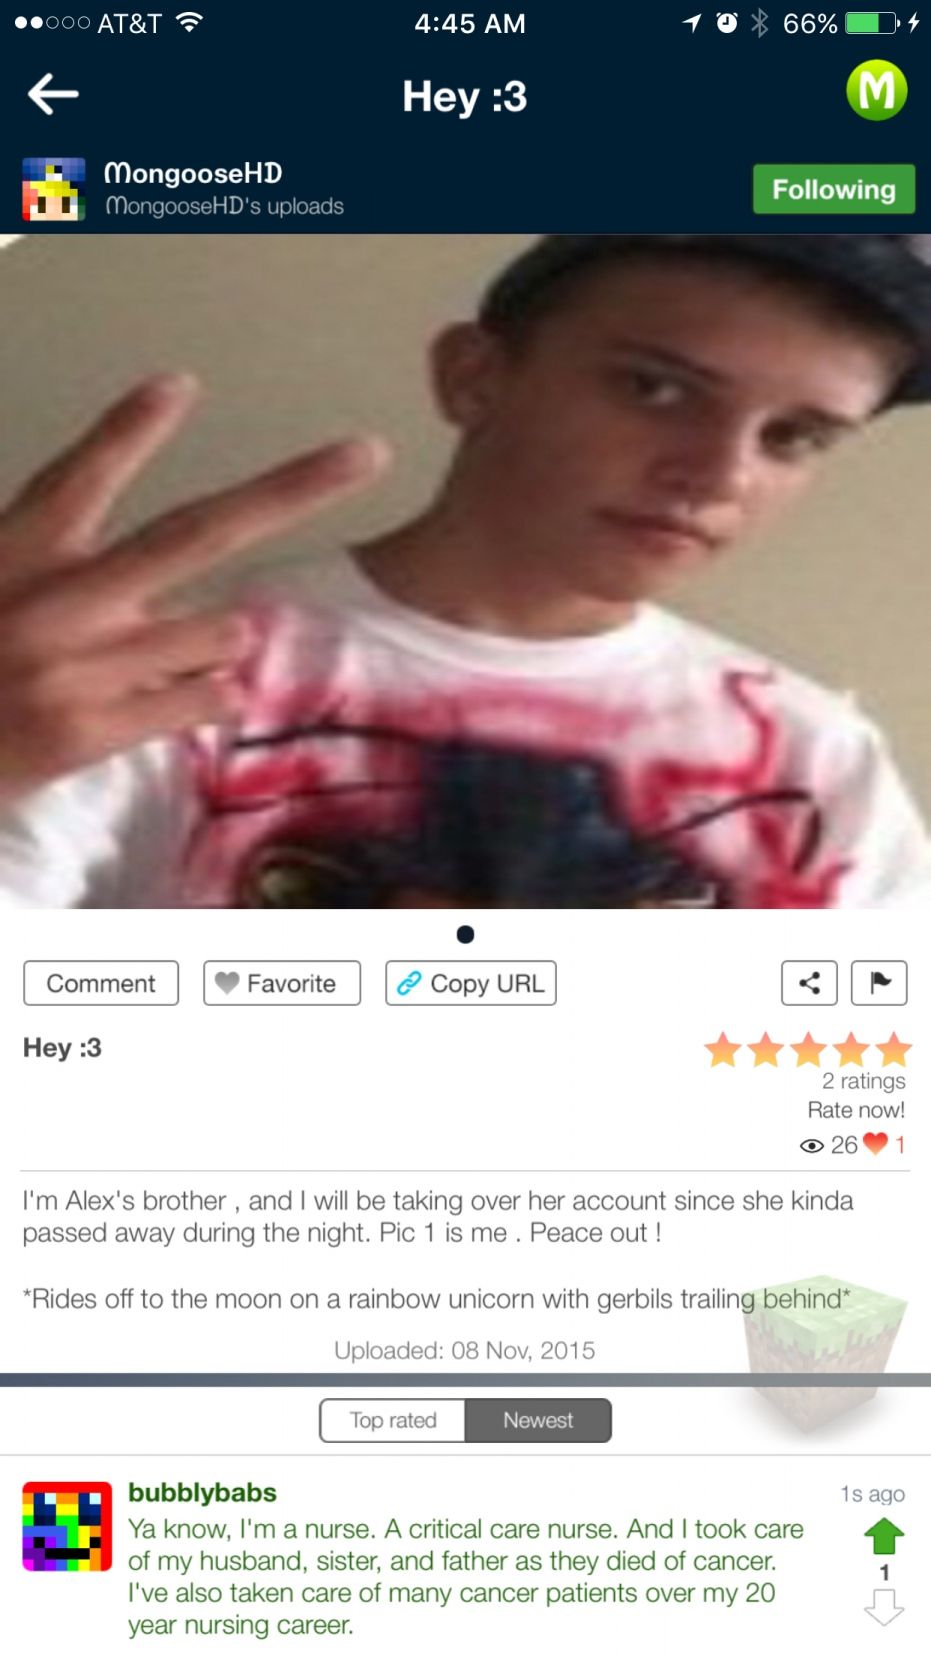 AT&T 4:45 AM 66%
Hey :3 M
MongooseHD
MongooseHD's uploads
Following
Comment Favorite Copy URL
Hey :3
2 ratings
Rate now!
26 1
I'm Alex's brother , and I will be taking over her account since she kinda
passed away during the night. Pic 1 is me . Peace out !
*Rides off to the moon on a rainbow unicorn with gerbils trailing behind*
Uploaded: 08 Nov, 2015
Top rated Newest
bubblybabs 1s ago
Ya know, I'm a nurse. A critical care nurse. And I took care
of my husband, sister, and father as they died of cancer.
I've also taken care of many cancer patients over my 20
year nursing career.
1